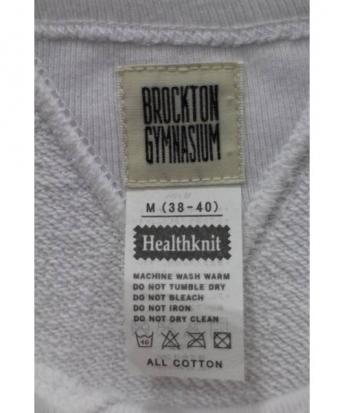 BROCKTON
GYMNASIUM
M (38-40)
Healthknit
MACHINE WASH WARM
DO NOT TUMBLE DRY
DO NOT BLEACH
DO NOT IRON
DO NOT DRY CLEAN
40
ALL COTTON